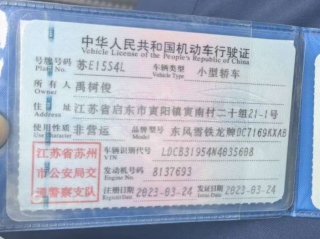 中华人民共和国机动车行驶证
Vehicle License of the People's Republic of China
号牌号码 苏E15S4L 车辆类型 小型轿车
Plate No. Vehicle Type
所有人 禹树俊
Owner
住址 江苏省启东市寅阳镇寅南村二十组21-1号
Address
使用性质 非营运 品牌型号 东风雪铁龙牌DC7169KXAB
江苏省苏州
市公安局交
通警察支队
车辆识别代号 LDCB3I954N4035608
VIN
发动机号码 8137693
Engine No.
注册日期 2023-03-24 发证日期 2023-03-24
Register Date Issue Date